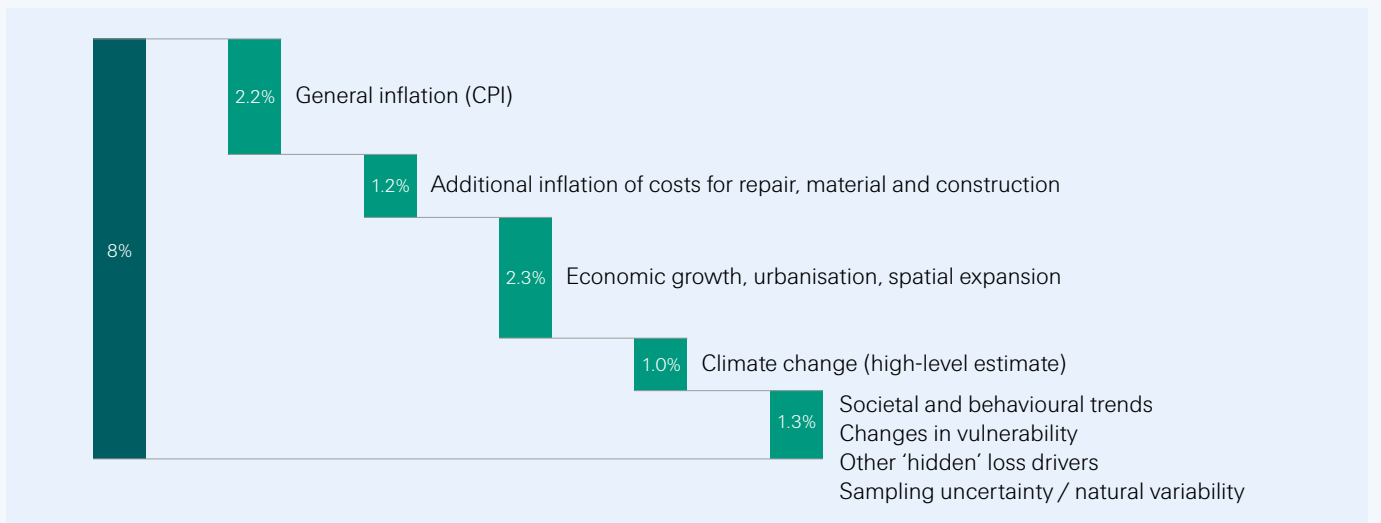 2.2% General inflation (CPI)
1.2% Additional inflation of costs for repair, material and construction
8%
2.3% Economic growth, urbanisation, spatial expansion
1.0% Climate change (high-level estimate)
1.3%
Societal and behavioural trends
Changes in vulnerability
Other ‘hidden’ loss drivers
Sampling uncertainty / natural variability